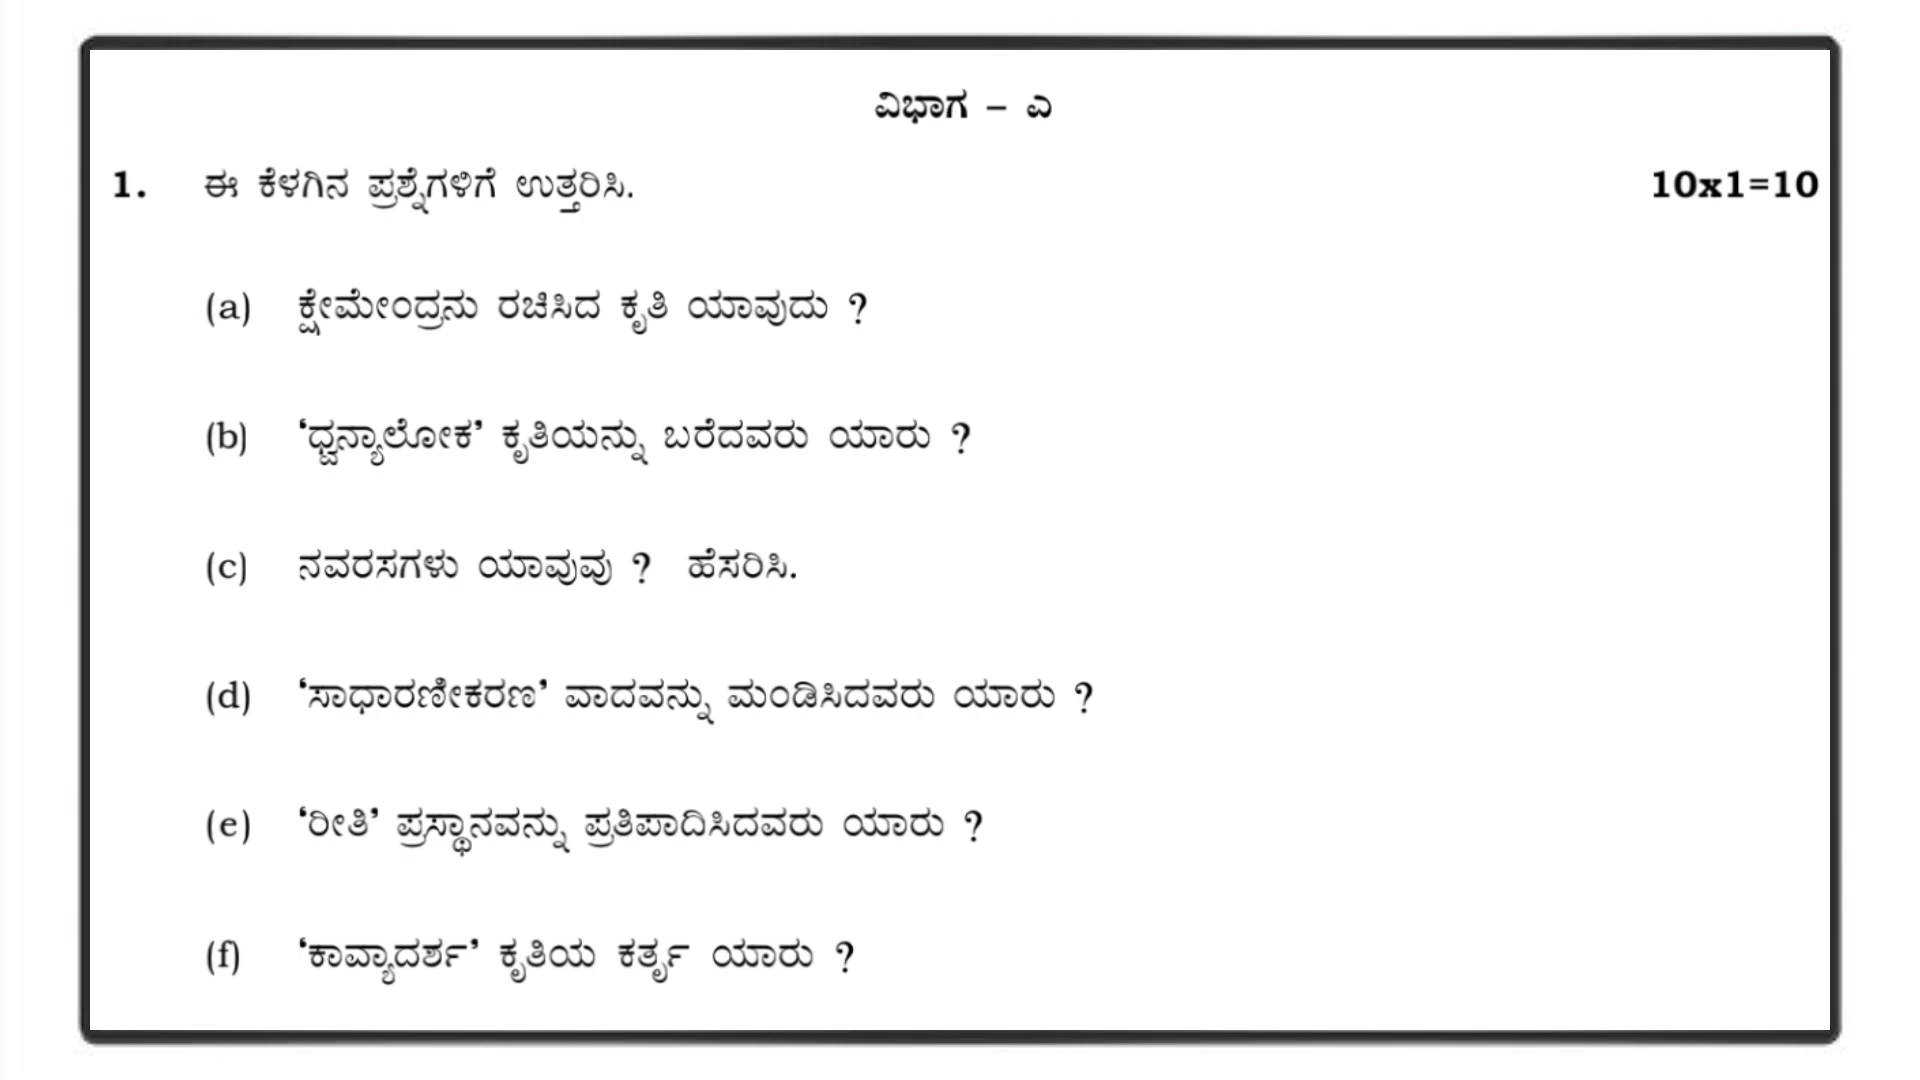 ವಿಭಾಗ – ಎ
1. ಈ ಕೆಳಗಿನ ಪ್ರಶ್ನೆಗಳಿಗೆ ಉತ್ತರಿಸಿ. 10x1=10
(a) ಕ್ಷೇಮೇಂದ್ರನು ರಚಿಸಿದ ಕೃತಿ ಯಾವುದು ?
(b) ‘ಧ್ವನ್ಯಾಲೋಕ’ ಕೃತಿಯನ್ನು ಬರೆದವರು ಯಾರು ?
(c) ನವರಸಗಳು ಯಾವುವು ? ಹೆಸರಿಸಿ.
(d) ‘ಸಾಧಾರಣೀಕರಣ’ ವಾದವನ್ನು ಮಂಡಿಸಿದವರು ಯಾರು ?
(e) ‘ರೀತಿ’ ಪ್ರಸ್ಥಾನವನ್ನು ಪ್ರತಿಪಾದಿಸಿದವರು ಯಾರು ?
(f) ‘ಕಾವ್ಯಾದರ್ಶ’ ಕೃತಿಯ ಕರ್ತೃ ಯಾರು ?